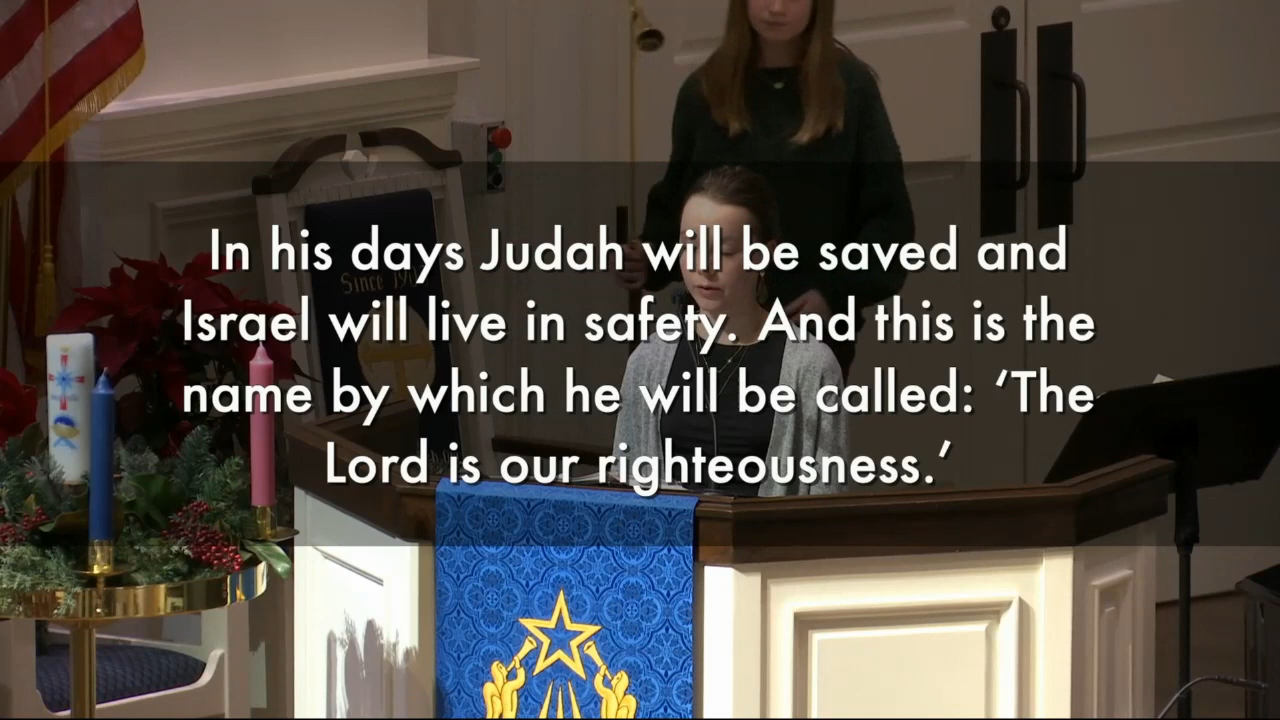 In his days Judah will be saved and
Israel will live in safety. And this is the
name by which he will be called: ‘The
Lord is our righteousness.’
Since